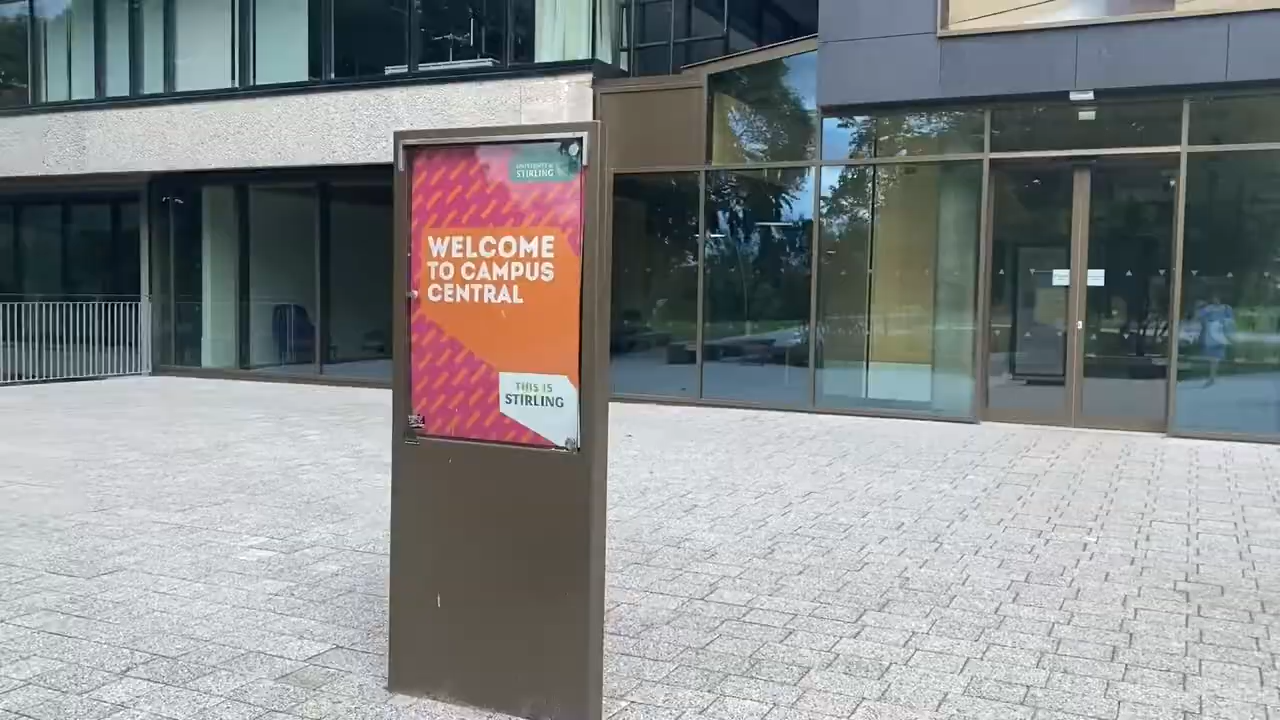 UNIVERSITY OF
STIRLING
WELCOME
TO CAMPUS
CENTRAL
THIS IS
STIRLING